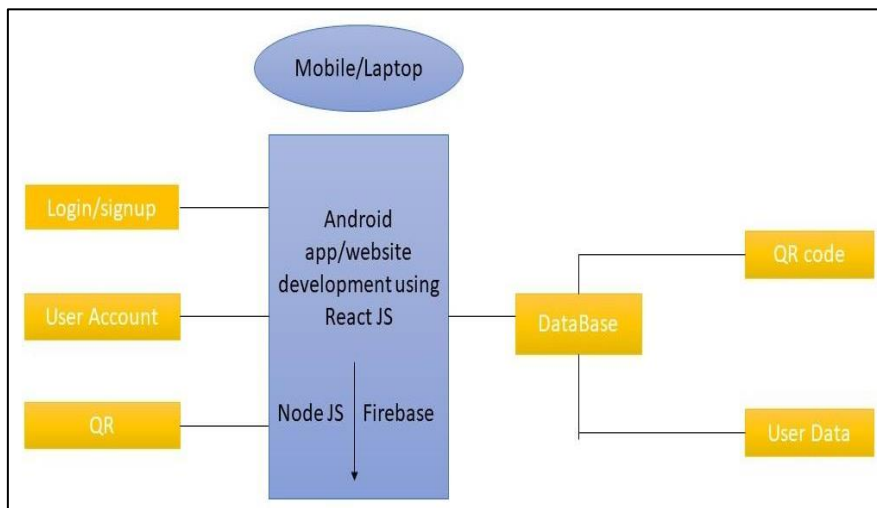 Mobile/Laptop
Login/signup
User Account
QR
Android
app/website
development using
React JS
Node JS
Firebase
DataBase
QR code
User Data